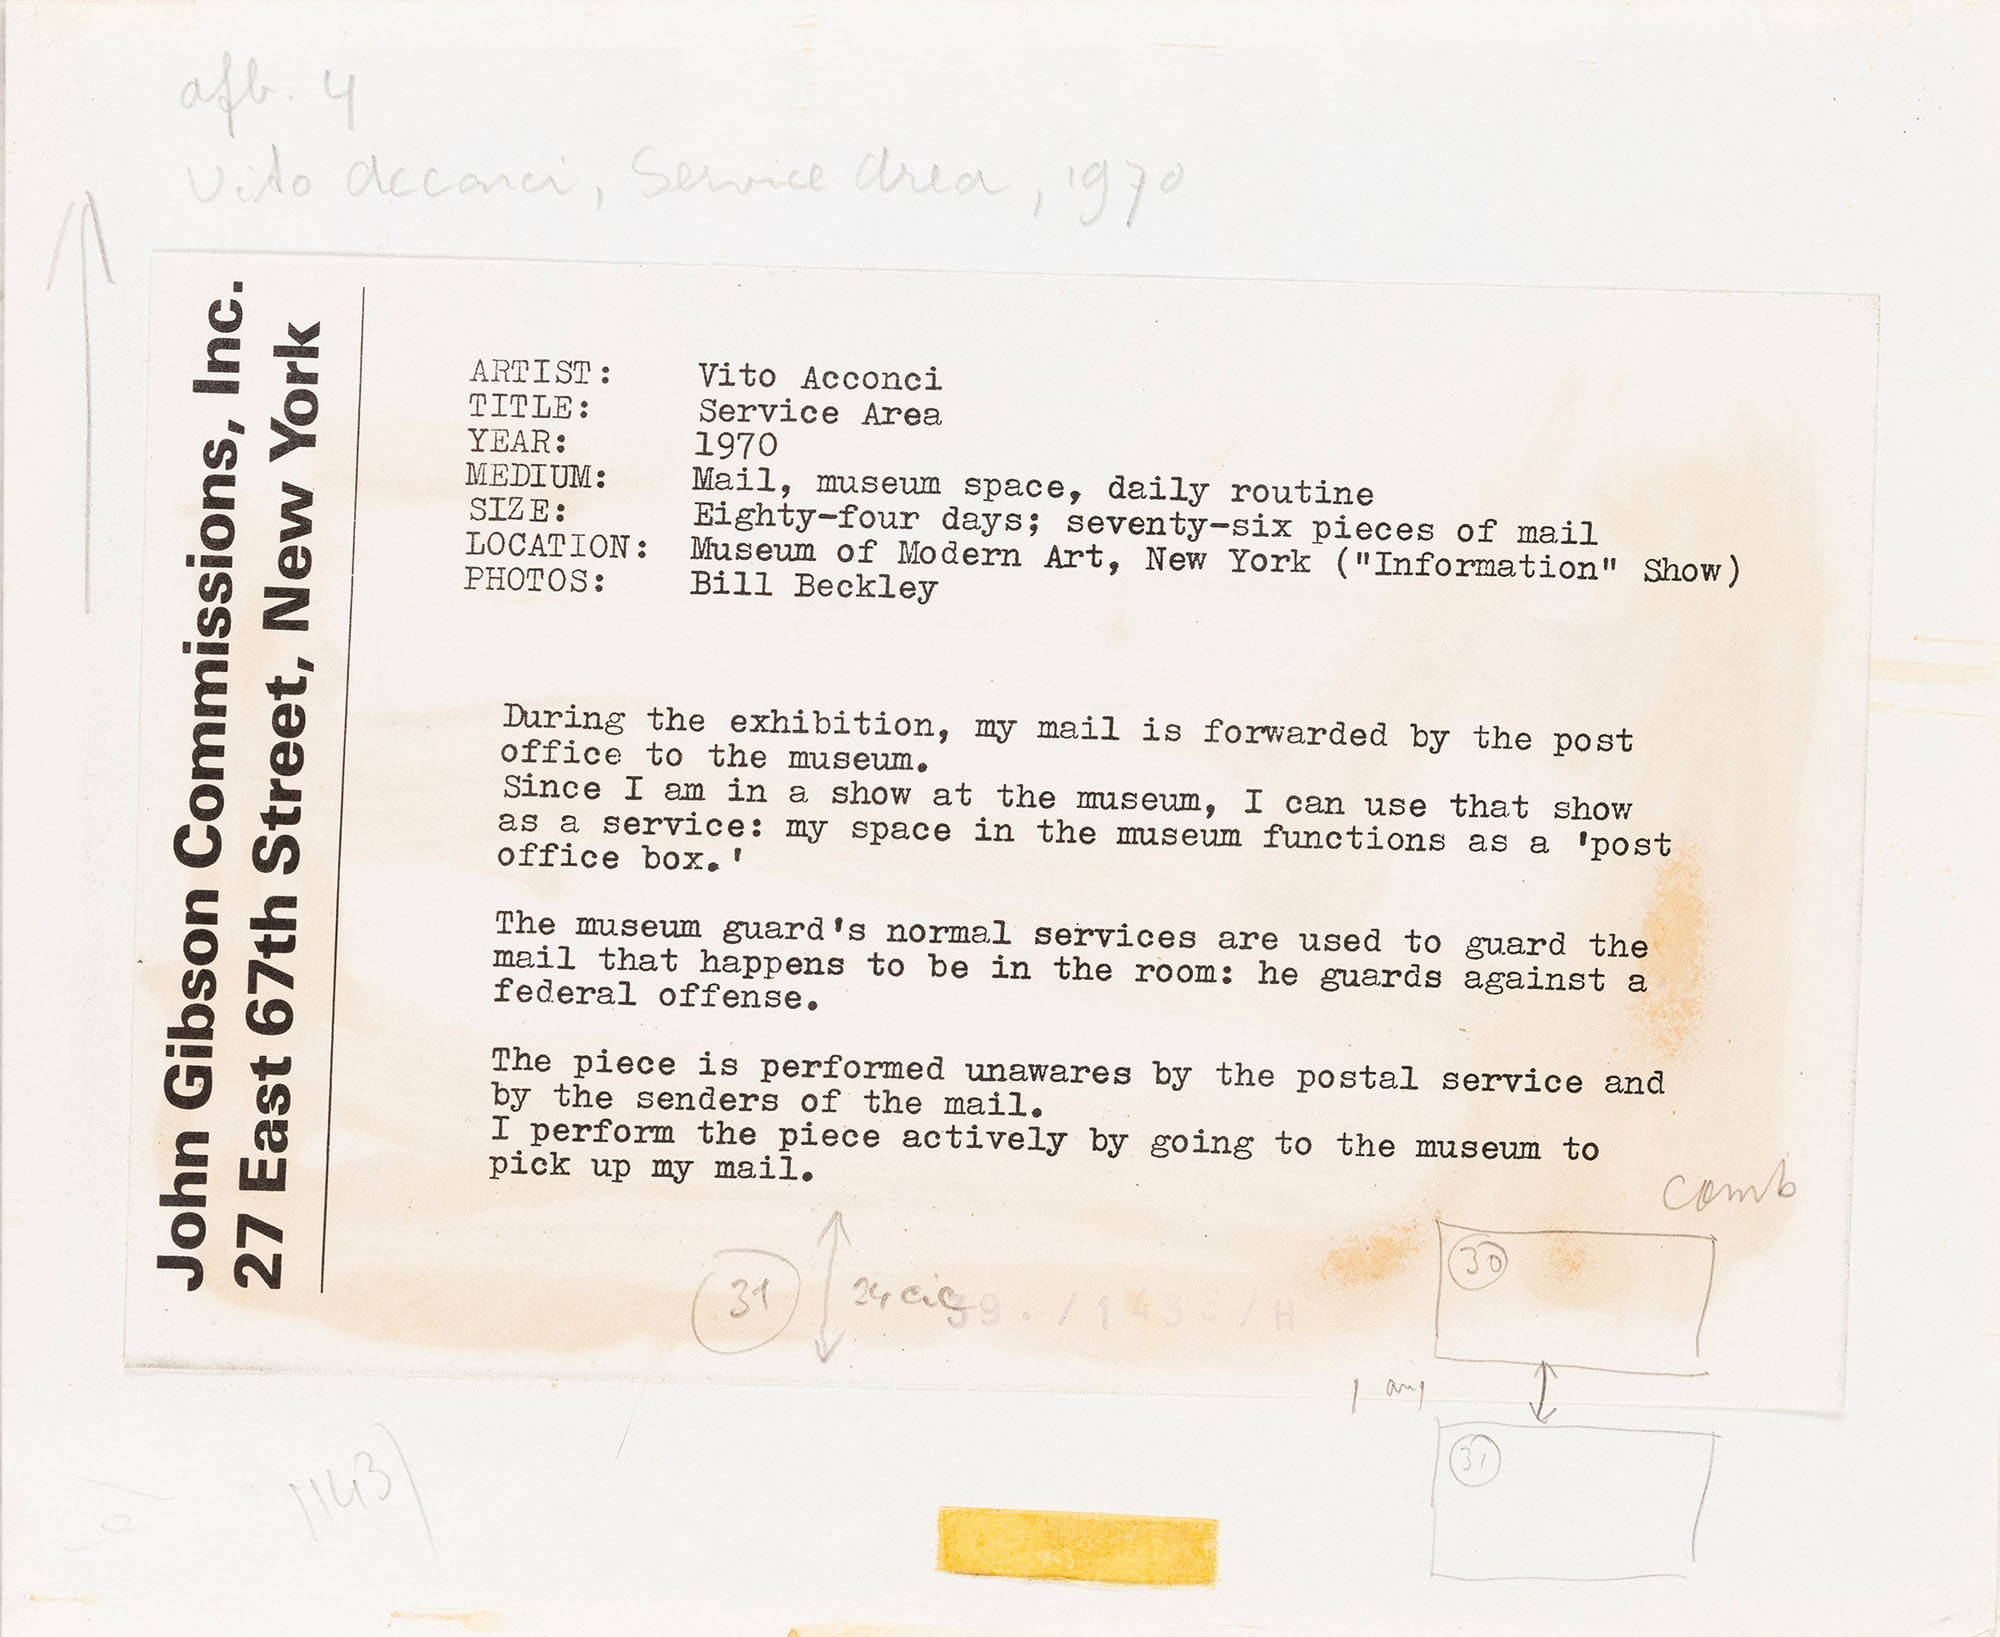 afb. 4
Vito Acconci, Service Area, 1970
John Gibson Commissions, Inc.
27 East 67th Street, New York
ARTIST: Vito Acconci
TITLE: Service Area
YEAR: 1970
MEDIUM: Mail, museum space, daily routine
SIZE: Eighty-four days; seventy-six pieces of mail
LOCATION: Museum of Modern Art, New York ("Information" Show)
PHOTOS: Bill Beckley
During the exhibition, my mail is forwarded by the post
office to the museum.
Since I am in a show at the museum, I can use that show
as a service: my space in the museum functions as a 'post
office box.'
The museum guard's normal services are used to guard the
mail that happens to be in the room: he guards against a
federal offense.
The piece is performed unawares by the postal service and
by the senders of the mail.
I perform the piece actively by going to the museum to
pick up my mail.
comb
30
31 24 cic
31